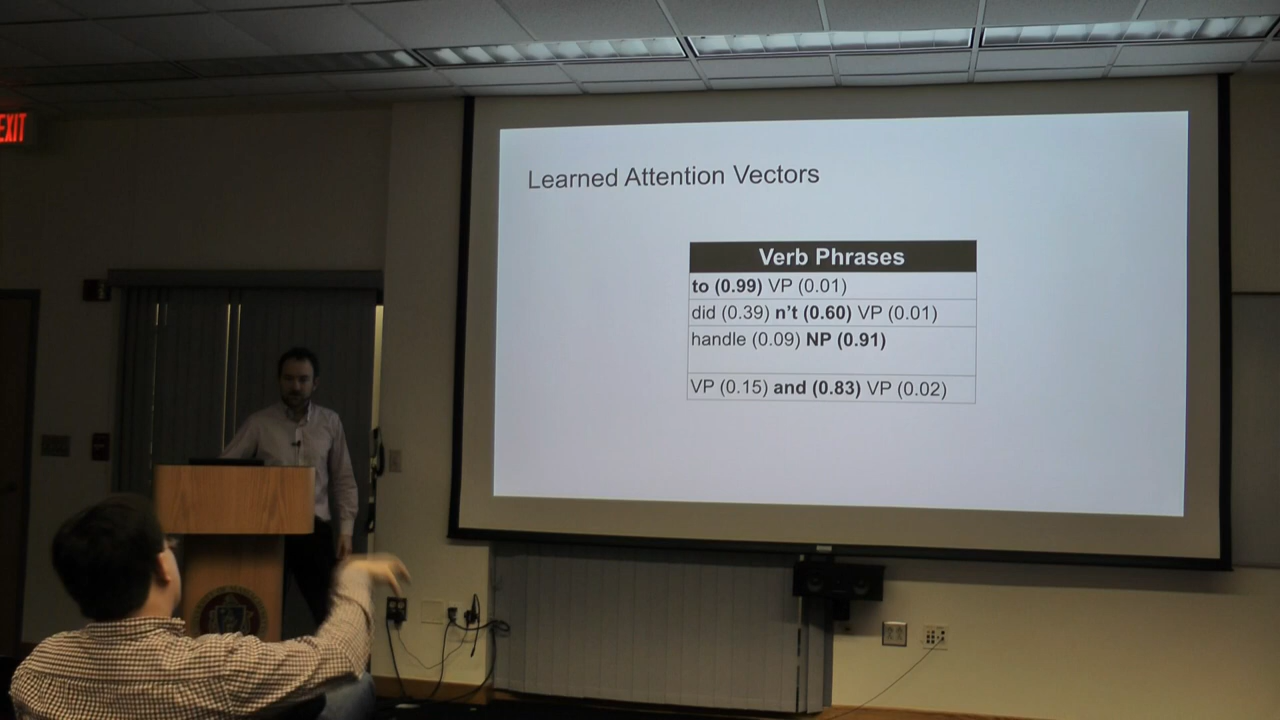 EXIT
Learned Attention Vectors
Verb Phrases
to (0.99) VP (0.01)
did (0.39) n't (0.60) VP (0.01)
handle (0.09) NP (0.91)
VP (0.15) and (0.83) VP (0.02)